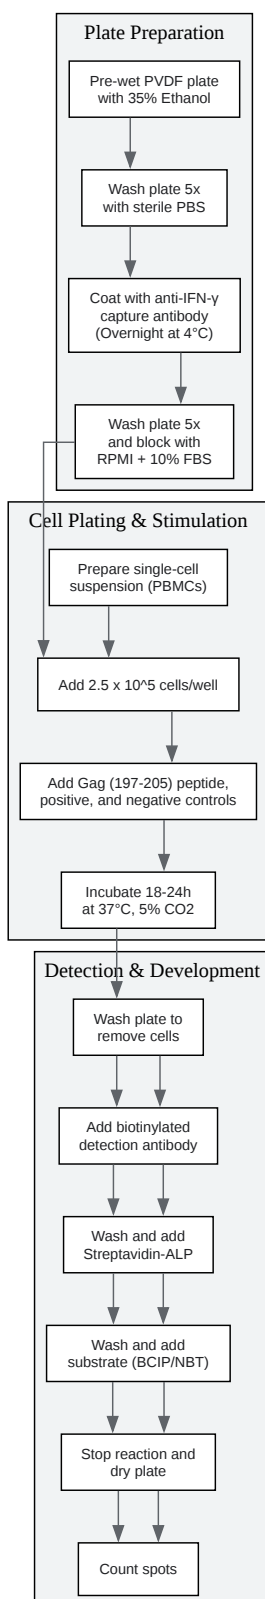 Plate Preparation
Pre-wet PVDF plate
with 35% Ethanol
Wash plate 5x
with sterile PBS
Coat with anti-IFN-γ
capture antibody
(Overnight at 4°C)
Wash plate 5x
and block with
RPMI + 10% FBS
Cell Plating & Stimulation
Prepare single-cell
suspension (PBMCs)
Add 2.5 x 10^5 cells/well
Add Gag (197-205) peptide,
positive, and negative controls
Incubate 18-24h
at 37°C, 5% CO2
Detection & Development
Wash plate to
remove cells
Add biotinylated
detection antibody
Wash and add
Streptavidin-ALP
Wash and add
substrate (BCIP/NBT)
Stop reaction and
dry plate
Count spots